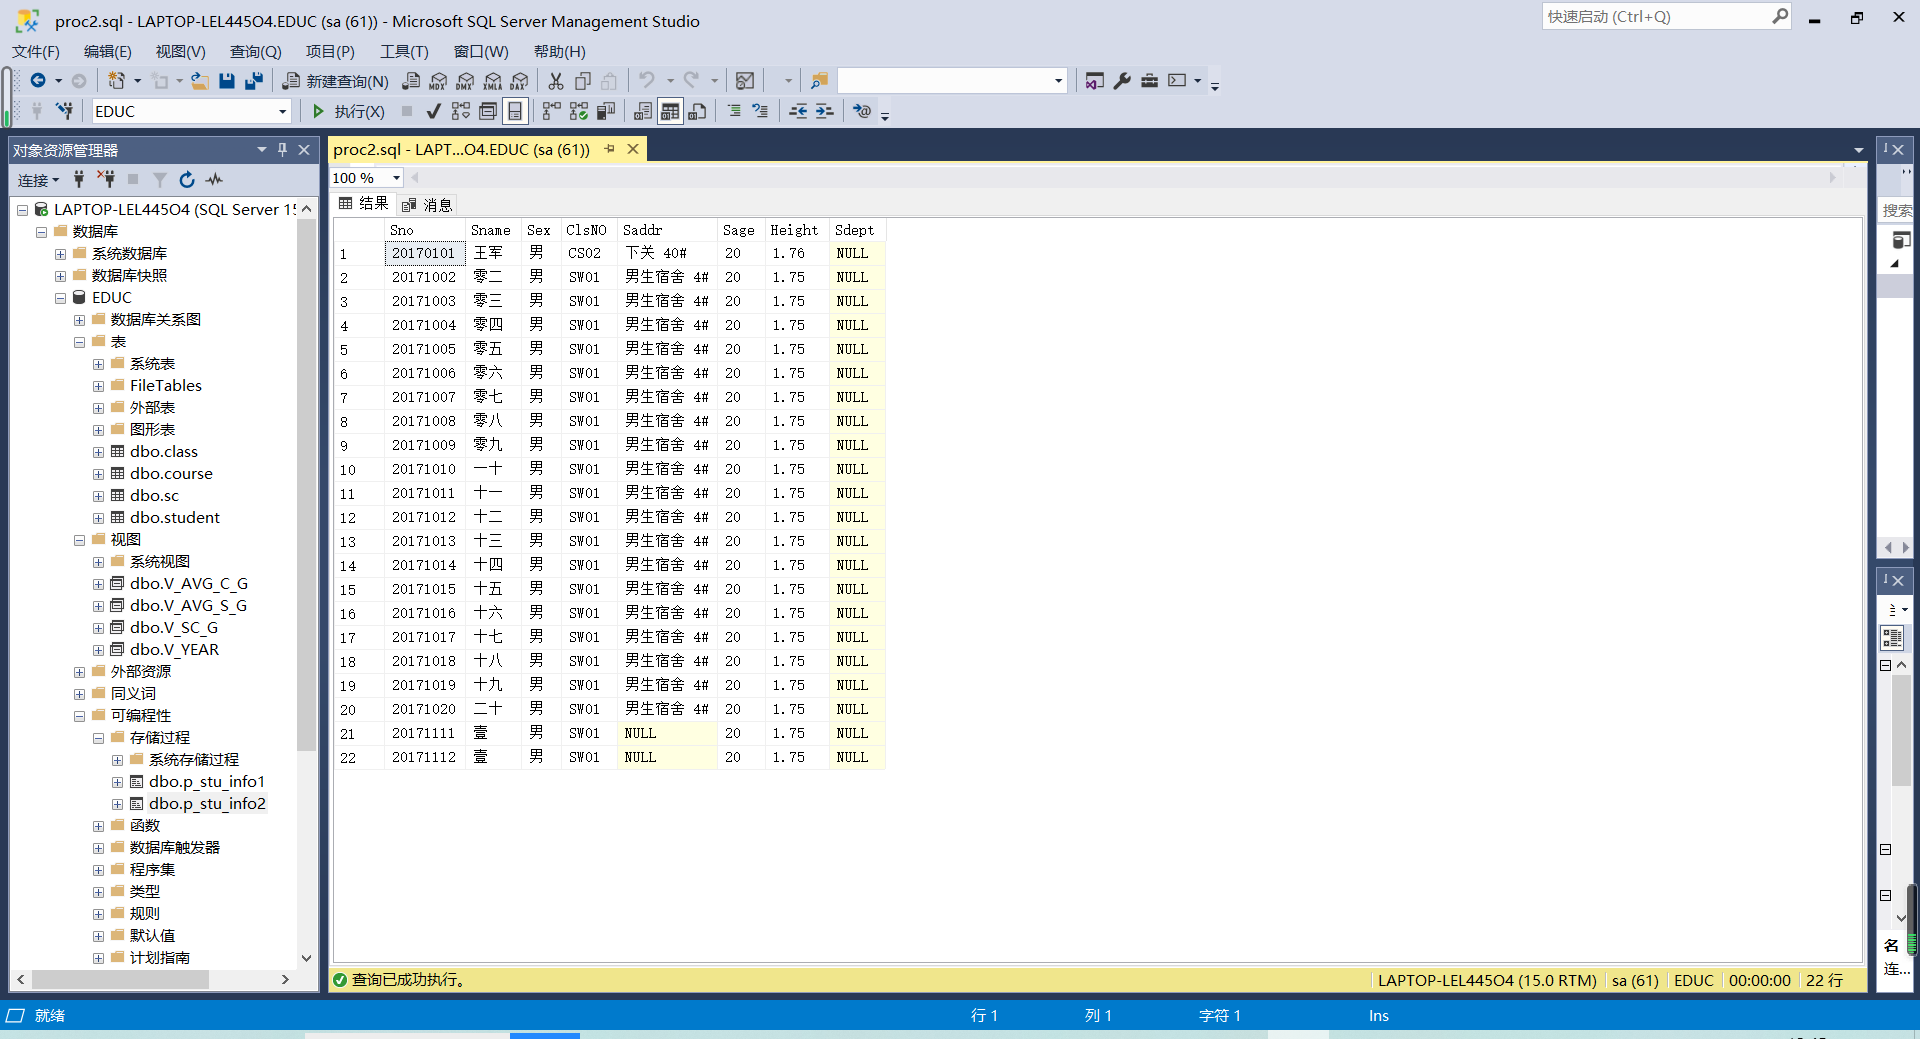 proc2.sql - LAPTOP-LEL445O4.EDUC (sa (61)) - Microsoft SQL Server Management Studio
快速启动 (Ctrl+Q)
文件(F) 编辑(E) 视图(V) 查询(Q) 项目(P) 工具(T) 窗口(W) 帮助(H)
新建查询(N) MDX DMX XMLA DAX
EDUC 执行(X)
对象资源管理器
连接
LAPTOP-LEL445O4 (SQL Server 15
数据库
系统数据库
数据库快照
EDUC
数据库关系图
表
系统表
FileTables
外部表
图形表
dbo.class
dbo.course
dbo.sc
dbo.student
视图
系统视图
dbo.V_AVG_C_G
dbo.V_AVG_S_G
dbo.V_SC_G
dbo.V_YEAR
外部资源
同义词
可编程性
存储过程
系统存储过程
dbo.p_stu_info1
dbo.p_stu_info2
函数
数据库触发器
程序集
类型
规则
默认值
计划指南
proc2.sql - LAPT...O4.EDUC (sa (61))
100 %
结果 消息
Sno Sname Sex ClsNO Saddr Sage Height Sdept
1 20170101 王军 男 CS02 下关 40# 20 1.76 NULL
2 20171002 零二 男 SW01 男生宿舍 4# 20 1.75 NULL
3 20171003 零三 男 SW01 男生宿舍 4# 20 1.75 NULL
4 20171004 零四 男 SW01 男生宿舍 4# 20 1.75 NULL
5 20171005 零五 男 SW01 男生宿舍 4# 20 1.75 NULL
6 20171006 零六 男 SW01 男生宿舍 4# 20 1.75 NULL
7 20171007 零七 男 SW01 男生宿舍 4# 20 1.75 NULL
8 20171008 零八 男 SW01 男生宿舍 4# 20 1.75 NULL
9 20171009 零九 男 SW01 男生宿舍 4# 20 1.75 NULL
10 20171010 一十 男 SW01 男生宿舍 4# 20 1.75 NULL
11 20171011 十一 男 SW01 男生宿舍 4# 20 1.75 NULL
12 20171012 十二 男 SW01 男生宿舍 4# 20 1.75 NULL
13 20171013 十三 男 SW01 男生宿舍 4# 20 1.75 NULL
14 20171014 十四 男 SW01 男生宿舍 4# 20 1.75 NULL
15 20171015 十五 男 SW01 男生宿舍 4# 20 1.75 NULL
16 20171016 十六 男 SW01 男生宿舍 4# 20 1.75 NULL
17 20171017 十七 男 SW01 男生宿舍 4# 20 1.75 NULL
18 20171018 十八 男 SW01 男生宿舍 4# 20 1.75 NULL
19 20171019 十九 男 SW01 男生宿舍 4# 20 1.75 NULL
20 20171020 二十 男 SW01 男生宿舍 4# 20 1.75 NULL
21 20171111 壹 男 SW01 NULL 20 1.75 NULL
22 20171112 壹 男 SW01 NULL 20 1.75 NULL
搜索
名
连...
查询已成功执行。 LAPTOP-LEL445O4 (15.0 RTM) sa (61) EDUC 00:00:00 22 行
就绪 行 1 列 1 字符 1 Ins